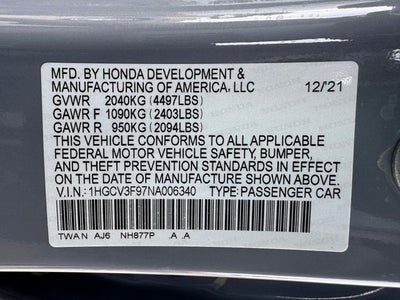 MFD. BY HONDA DEVELOPMENT &
MANUFACTURING OF AMERICA, LLC 12/'21
GVWR 2040KG (4497LBS)
GAWR F 1090KG (2403LBS)
GAWR R 950KG (2094LBS)
THIS VEHICLE CONFORMS TO ALL APPLICABLE
FEDERAL MOTOR VEHICLE SAFETY, BUMPER,
AND THEFT PREVENTION STANDARDS IN EFFECT
ON THE DATE OF MANUFACTURE SHOWN ABOVE.
V.I.N.: 1HGCV3F97NA006340 TYPE: PASSENGER CAR
TWA N AJ6 NH877P .A .A